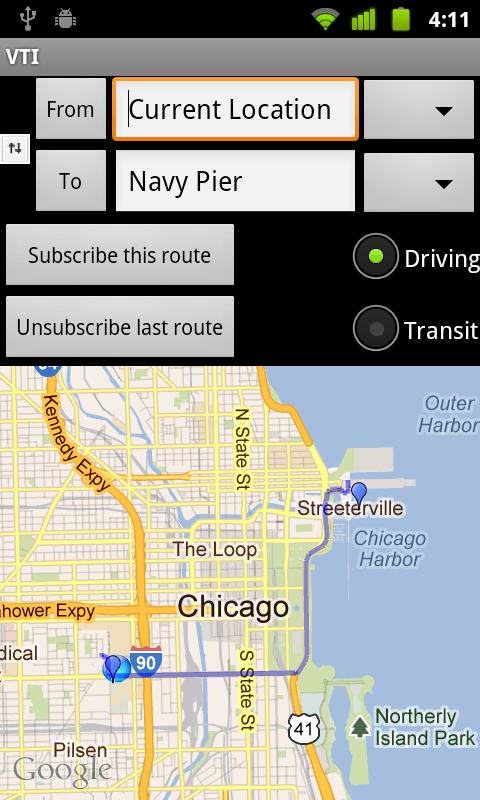 4:11
VTI
From
Current Location
To
Navy Pier
Subscribe this route
Driving
Unsubscribe last route
Transit
Kennedy Expy
N State St
Outer
Harbor
Streeterville
The Loop
Chicago
Harbor
Chicago
ahower Expy
dical
90
S State St
41
Northerly
Island Park
Pilsen
Google